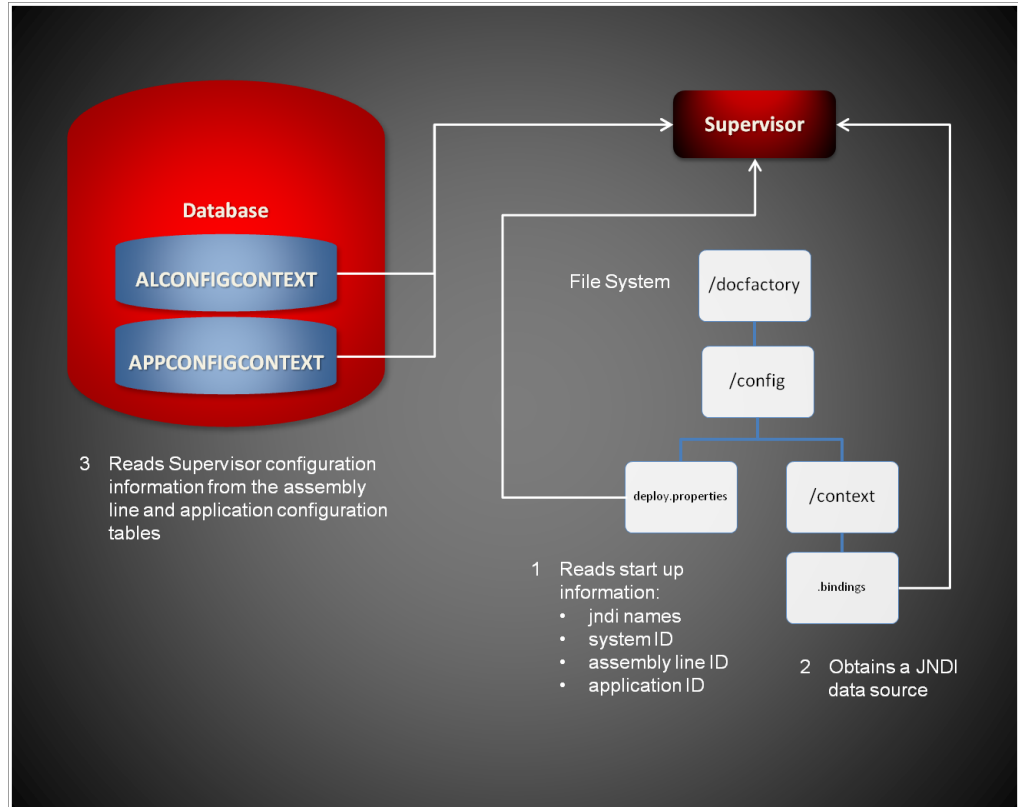 Supervisor
Database
ALCONFIGCONTEXT
APPCONFIGCONTEXT
File System
/docfactory
/config
deploy.properties
/context
.bindings
3 Reads Supervisor configuration
information from the assembly
line and application configuration
tables
1 Reads start up
information:
• jndi names
• system ID
• assembly line ID
• application ID
2 Obtains a JNDI
data source